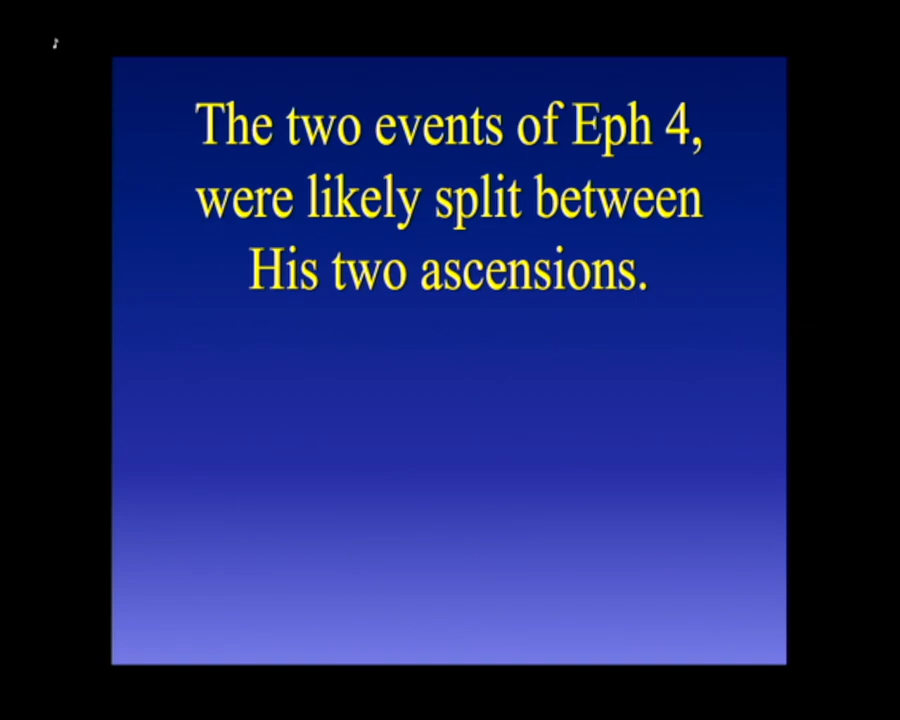 The two events of Eph 4,
were likely split between
His two ascensions.